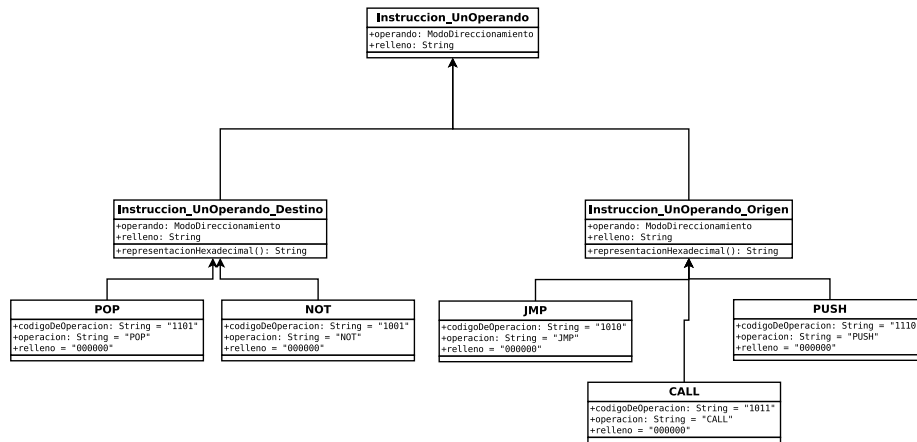 Instruccion_UnOperando
+operando: ModoDireccionamiento
+relleno: String
Instruccion_UnOperando_Destino
+operando: ModoDireccionamiento
+relleno: String
+representacionHexadecimal(): String
Instruccion_UnOperando_Origen
+operando: ModoDireccionamiento
+relleno: String
+representacionHexadecimal(): String
POP
+codigoDeOperacion: String = "1101"
+operacion: String = "POP"
+relleno = "000000"
NOT
+codigoDeOperacion: String = "1001"
+operacion: String = "NOT"
+relleno = "000000"
JMP
+codigoDeOperacion: String = "1010"
+operacion: String = "JMP"
+relleno = "000000"
PUSH
+codigoDeOperacion: String = "1110
+operacion: String = "PUSH"
+relleno = "000000"
CALL
+codigoDeOperacion: String = "1011"
+operacion: String = "CALL"
+relleno = "000000"